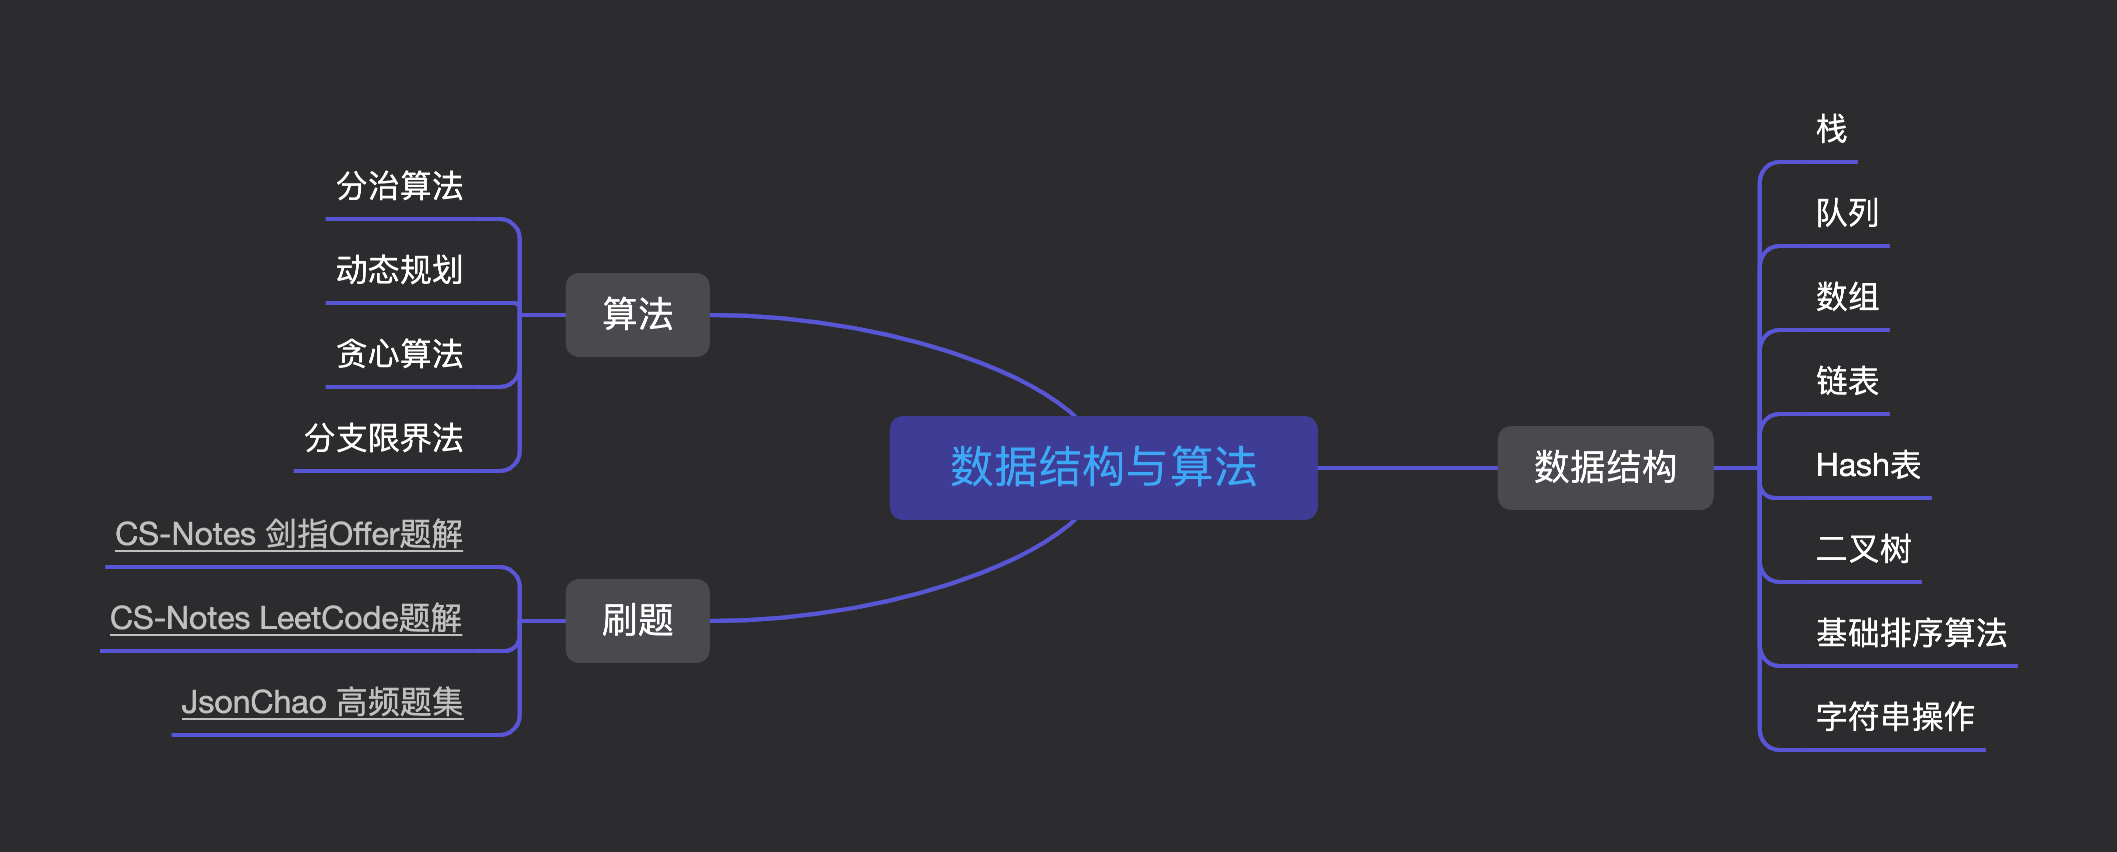 数据结构与算法
算法
分治算法
动态规划
贪心算法
分支限界法
刷题
CS-Notes 剑指Offer题解
CS-Notes LeetCode题解
JsonChao 高频题集
数据结构
栈
队列
数组
链表
Hash表
二叉树
基础排序算法
字符串操作